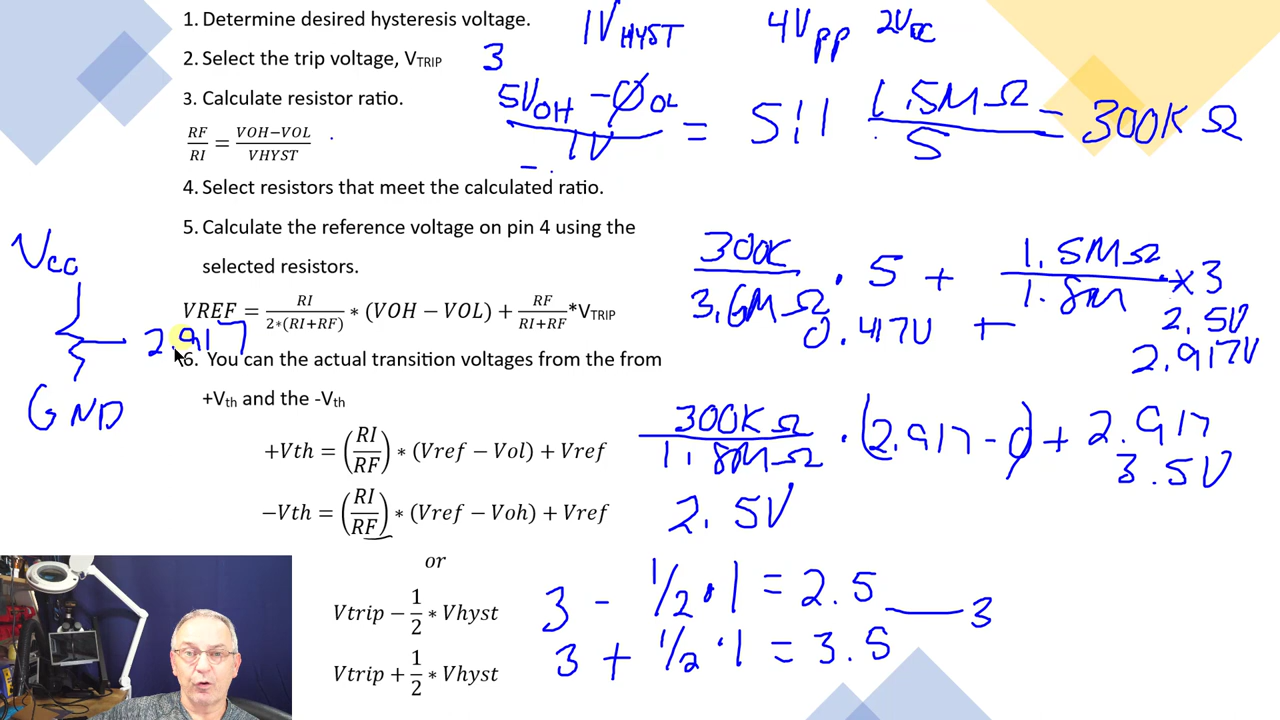 1. Determine desired hysteresis voltage. 1VHYST 4Vpp 2VDC
2. Select the trip voltage, VTRIP 3
3. Calculate resistor ratio. 5VOH - 0OL / 1V = 5:1 1.5MΩ / 5 = 300KΩ
RF/RI = VOH−VOL/VHYST
4. Select resistors that meet the calculated ratio.
5. Calculate the reference voltage on pin 4 using the
selected resistors.
VREF = RI/2*(RI+RF) * (VOH − VOL) + RF/RI+RF *VTRIP
300K / 3.6MΩ · 5 + 1.5MΩ / 1.8M × 3
0.417V + 2.5V
2.917V
Vcc
2.917
GND
6. You can the actual transition voltages from the from
+Vth and the -Vth
+Vth = (RI/RF) * (Vref − Vol) + Vref
300KΩ / 1.8MΩ · (2.917 - 0) + 2.917
3.5V
−Vth = (RI/RF) * (Vref − Voh) + Vref
2.5V
or
Vtrip − 1/2 * Vhyst
3 - 1/2 · 1 = 2.5 — 3
Vtrip + 1/2 * Vhyst
3 + 1/2 · 1 = 3.5